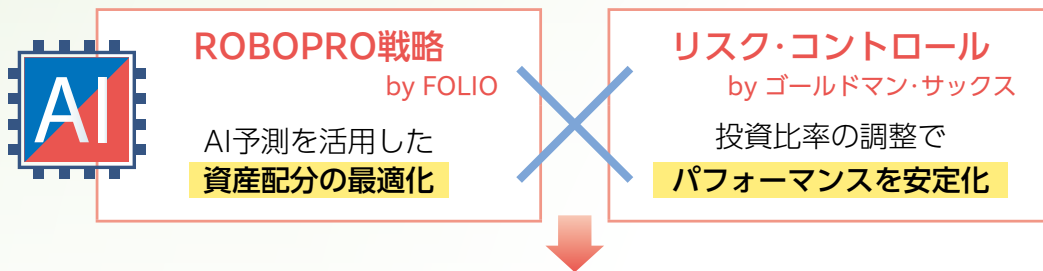 AI
ROBOPRO戦略
by FOLIO
AI予測を活用した
資産配分の最適化
リスク・コントロール
by ゴールドマン・サックス
投資比率の調整で
パフォーマンスを安定化